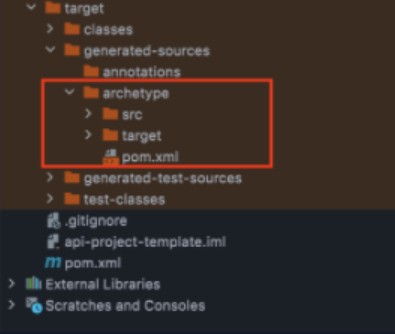 target
classes
generated-sources
annotations
archetype
src
target
pom.xml
generated-test-sources
test-classes
.gitignore
api-project-template.iml
pom.xml
External Libraries
Scratches and Consoles